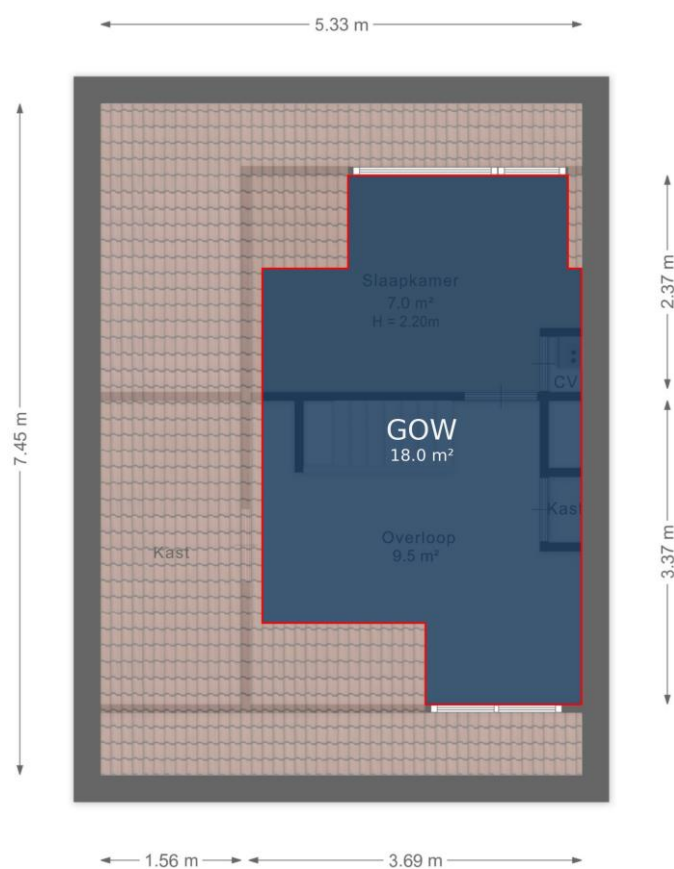 5.33 m
Slaapkamer
7.0 m²
H = 2.20m
2.37 m
CV
7.45 m
GOW
18.0 m²
Kast
Overloop
9.5 m²
Kast
3.37 m
1.56 m
3.69 m